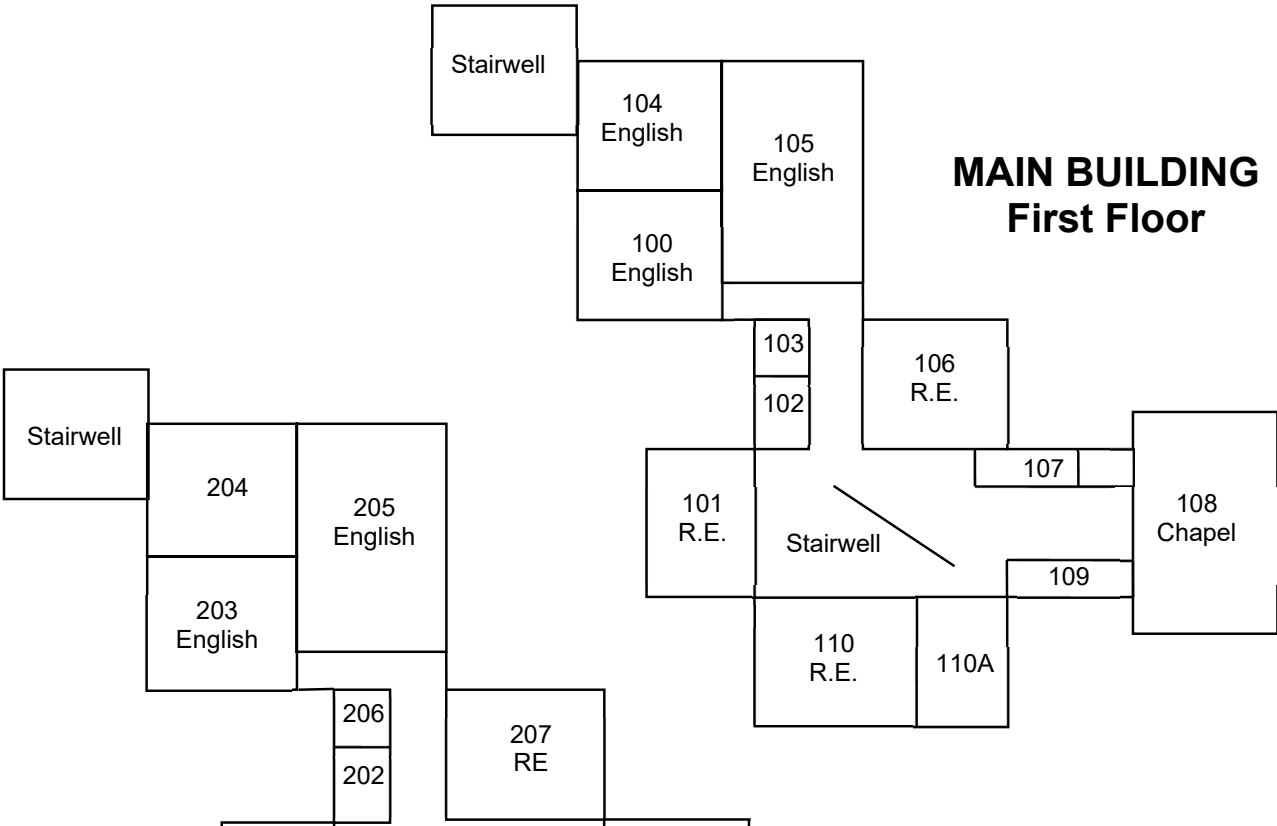 Stairwell
104
English
105
English
MAIN BUILDING
First Floor
100
English
103
106
R.E.
102
Stairwell
204
205
English
101
R.E.
107
108
Chapel
Stairwell
109
203
English
110
R.E.
110A
206
207
RE
202